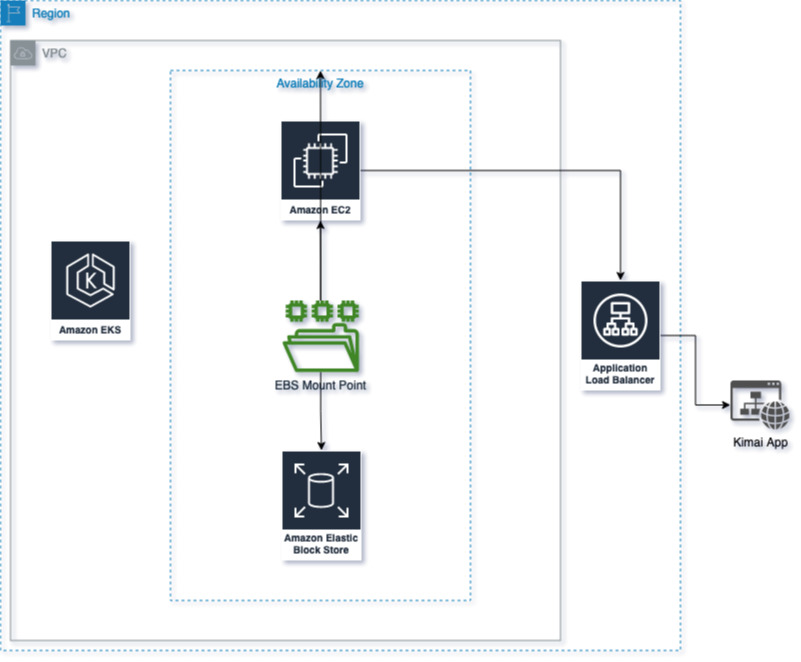 Region
VPC
Availability Zone
Amazon EC2
K
Amazon EKS
EBS Mount Point
Application
Load Balancer
Kimai App
Amazon Elastic
Block Store